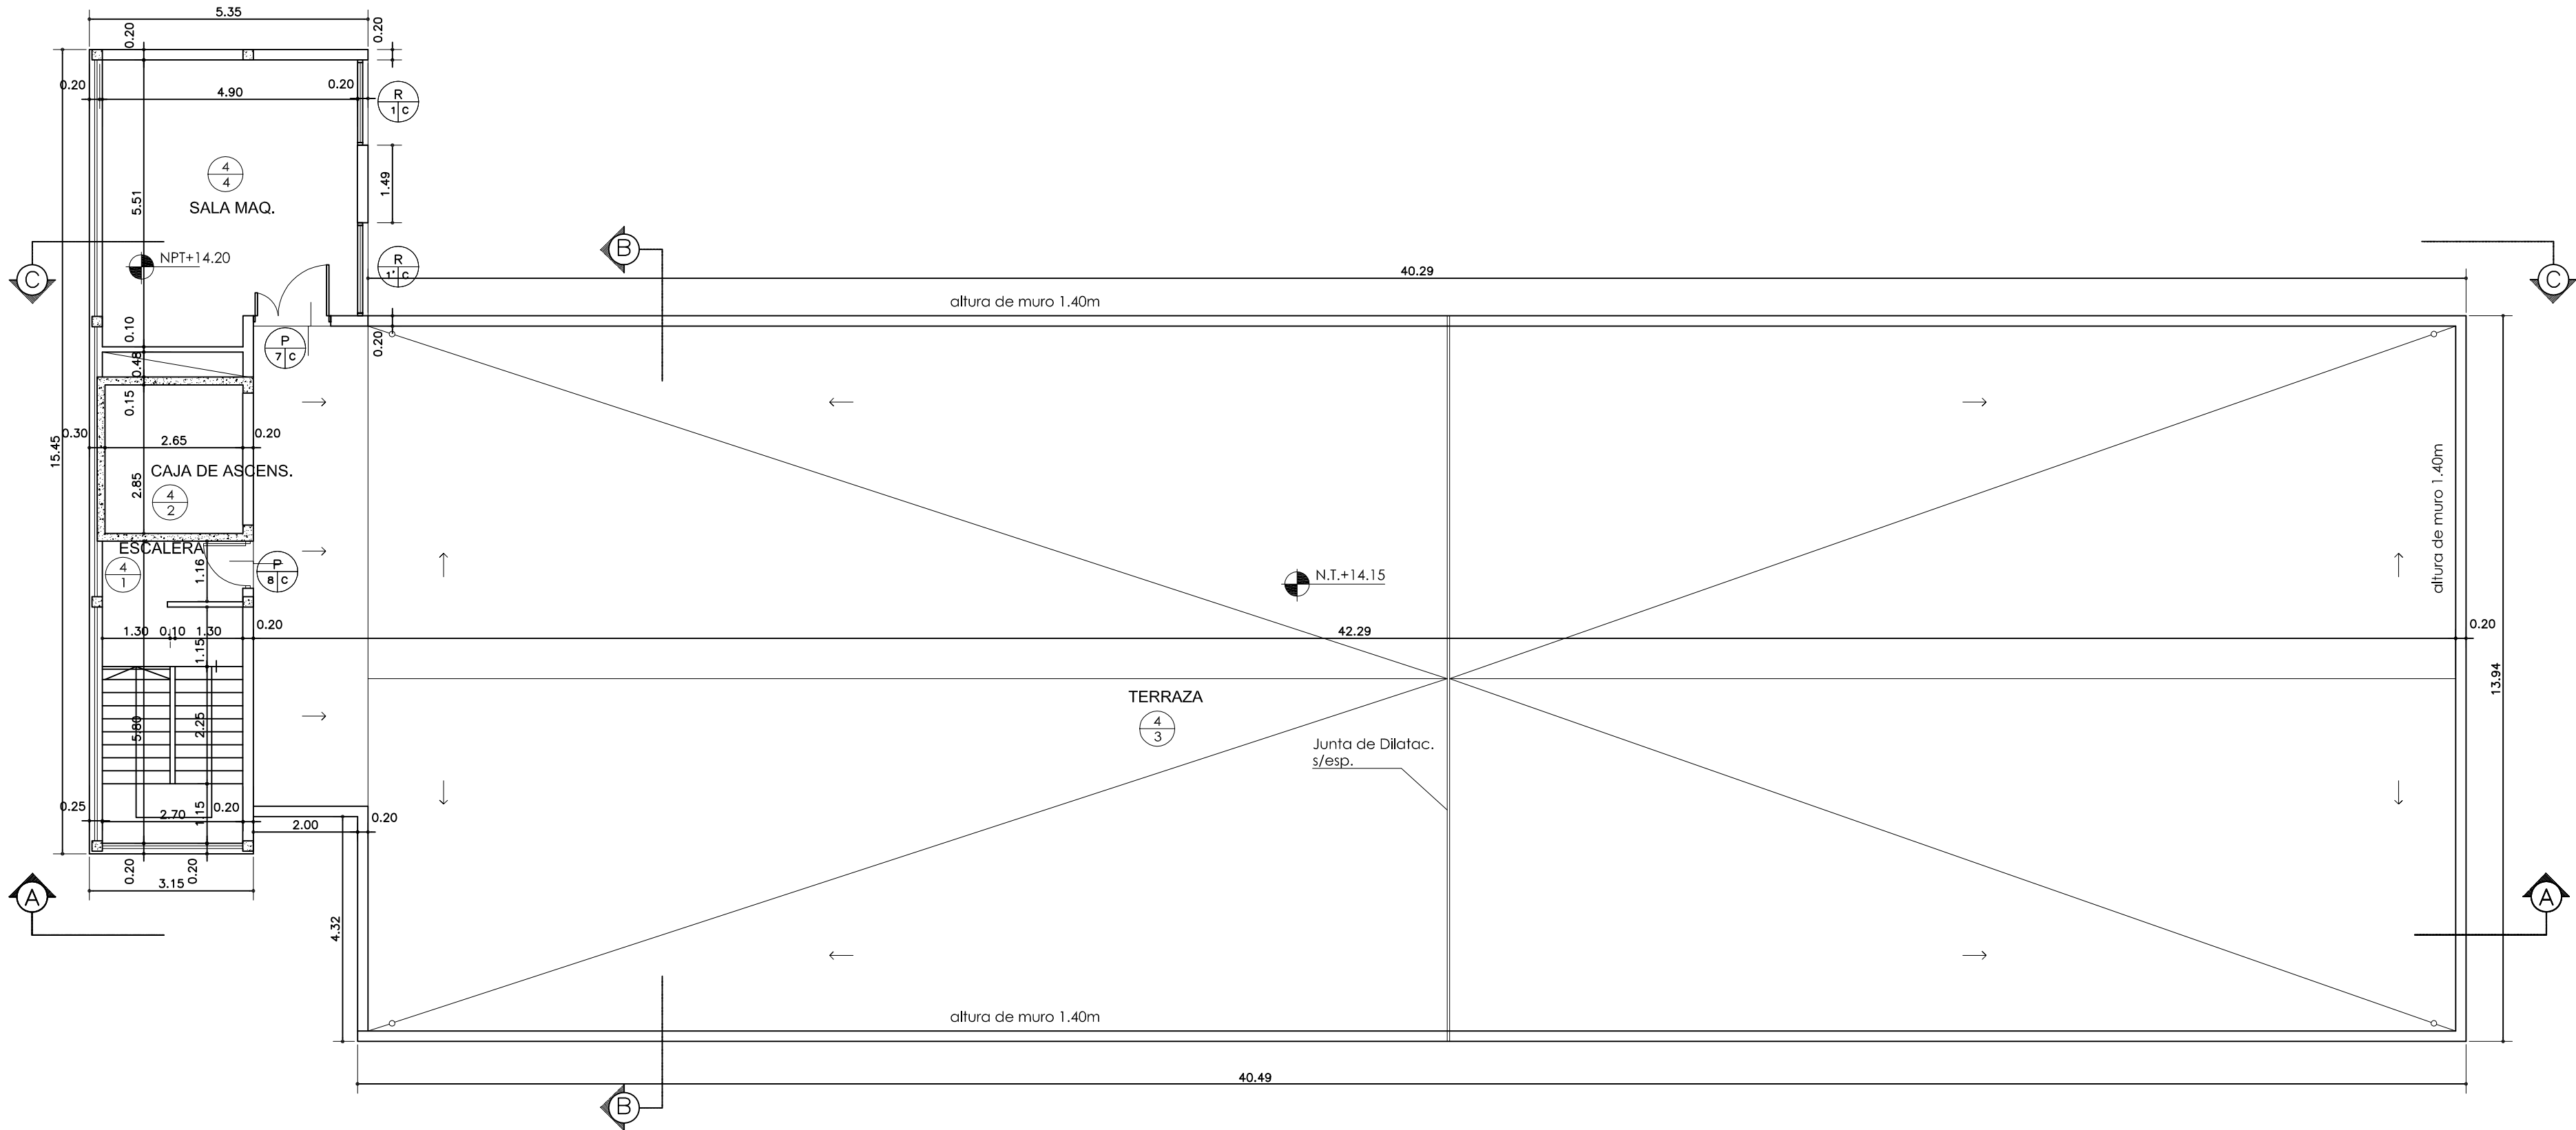 5.35
0.20
0.20
0.20
4.90
0.20
R
1 C
4
4
SALA MAQ.
5.51
1.49
NPT+14.20
C
B
R
1' C
40.29
C
altura de muro 1.40m
0.10
P
7 C
0.20
0.48
0.15
15.45
0.30
2.65
0.20
CAJA DE ASCENS.
2.85
4
2
altura de muro 1.40m
ESCALERA
4
1
1.16
P
8 C
N.T.+14.15
1.30
0.10
1.30
0.20
1.15
42.29
0.20
13.94
TERRAZA
4
3
5.80
2.25
Junta de Dilatac.
s/esp.
0.25
2.70
0.20
1.15
2.00
0.20
0.20
0.20
3.15
A
A
4.32
altura de muro 1.40m
40.49
B